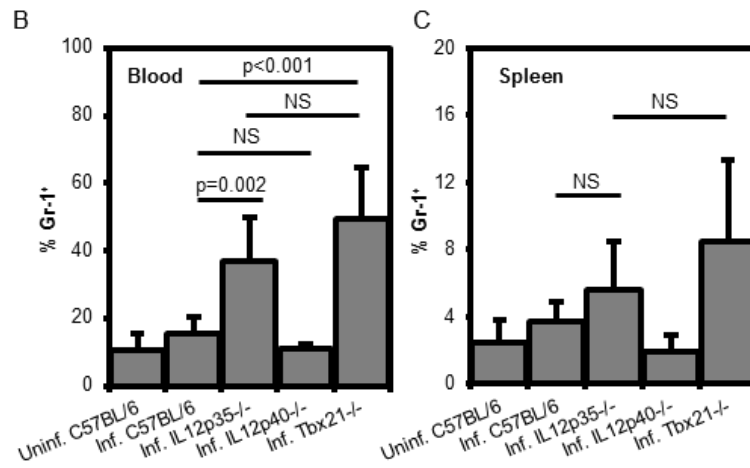 B
100
80
60
40
20
0
% Gr-1⁺
Blood
p<0.001
NS
NS
p=0.002
Uninf. C57BL/6
Inf. C57BL/6
Inf. IL12p35-/-
Inf. IL12p40-/-
Inf. Tbx21-/-
C
20
16
12
8
4
0
% Gr-1⁺
Spleen
NS
NS
Uninf. C57BL/6
Inf. C57BL/6
Inf. IL12p35-/-
Inf. IL12p40-/-
Inf. Tbx21-/-